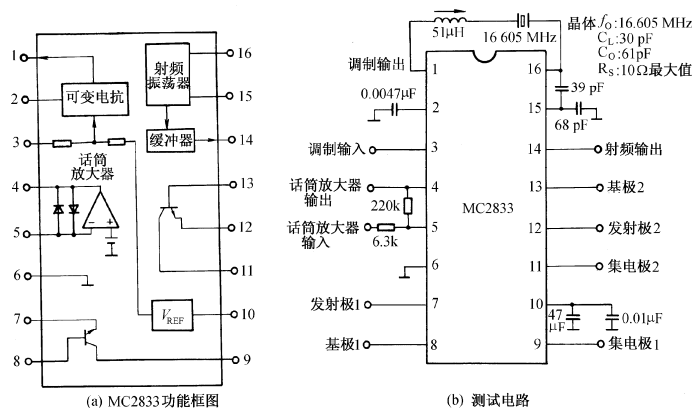 1
2
3
4
5
6
7
8
16
15
14
13
12
11
10
9
可变电抗
射频
振荡器
缓冲器
话筒
放大器
− +
VREF
(a) MC2833功能框图
51μH
16 605 MHz
晶体 fO:16.605 MHz
CL:30 pF
CO:61pF
RS:10Ω最大值
调制输出
0.0047μF
调制输入
话筒放大器
输出
220k
话筒放大器
输入
6.3k
发射极1
基极1
MC2833
1
2
3
4
5
6
7
8
16
15
14
13
12
11
10
9
39 pF
68 pF
射频输出
基极2
发射极2
集电极2
47
μF
0.01μF
集电极1
(b) 测试电路